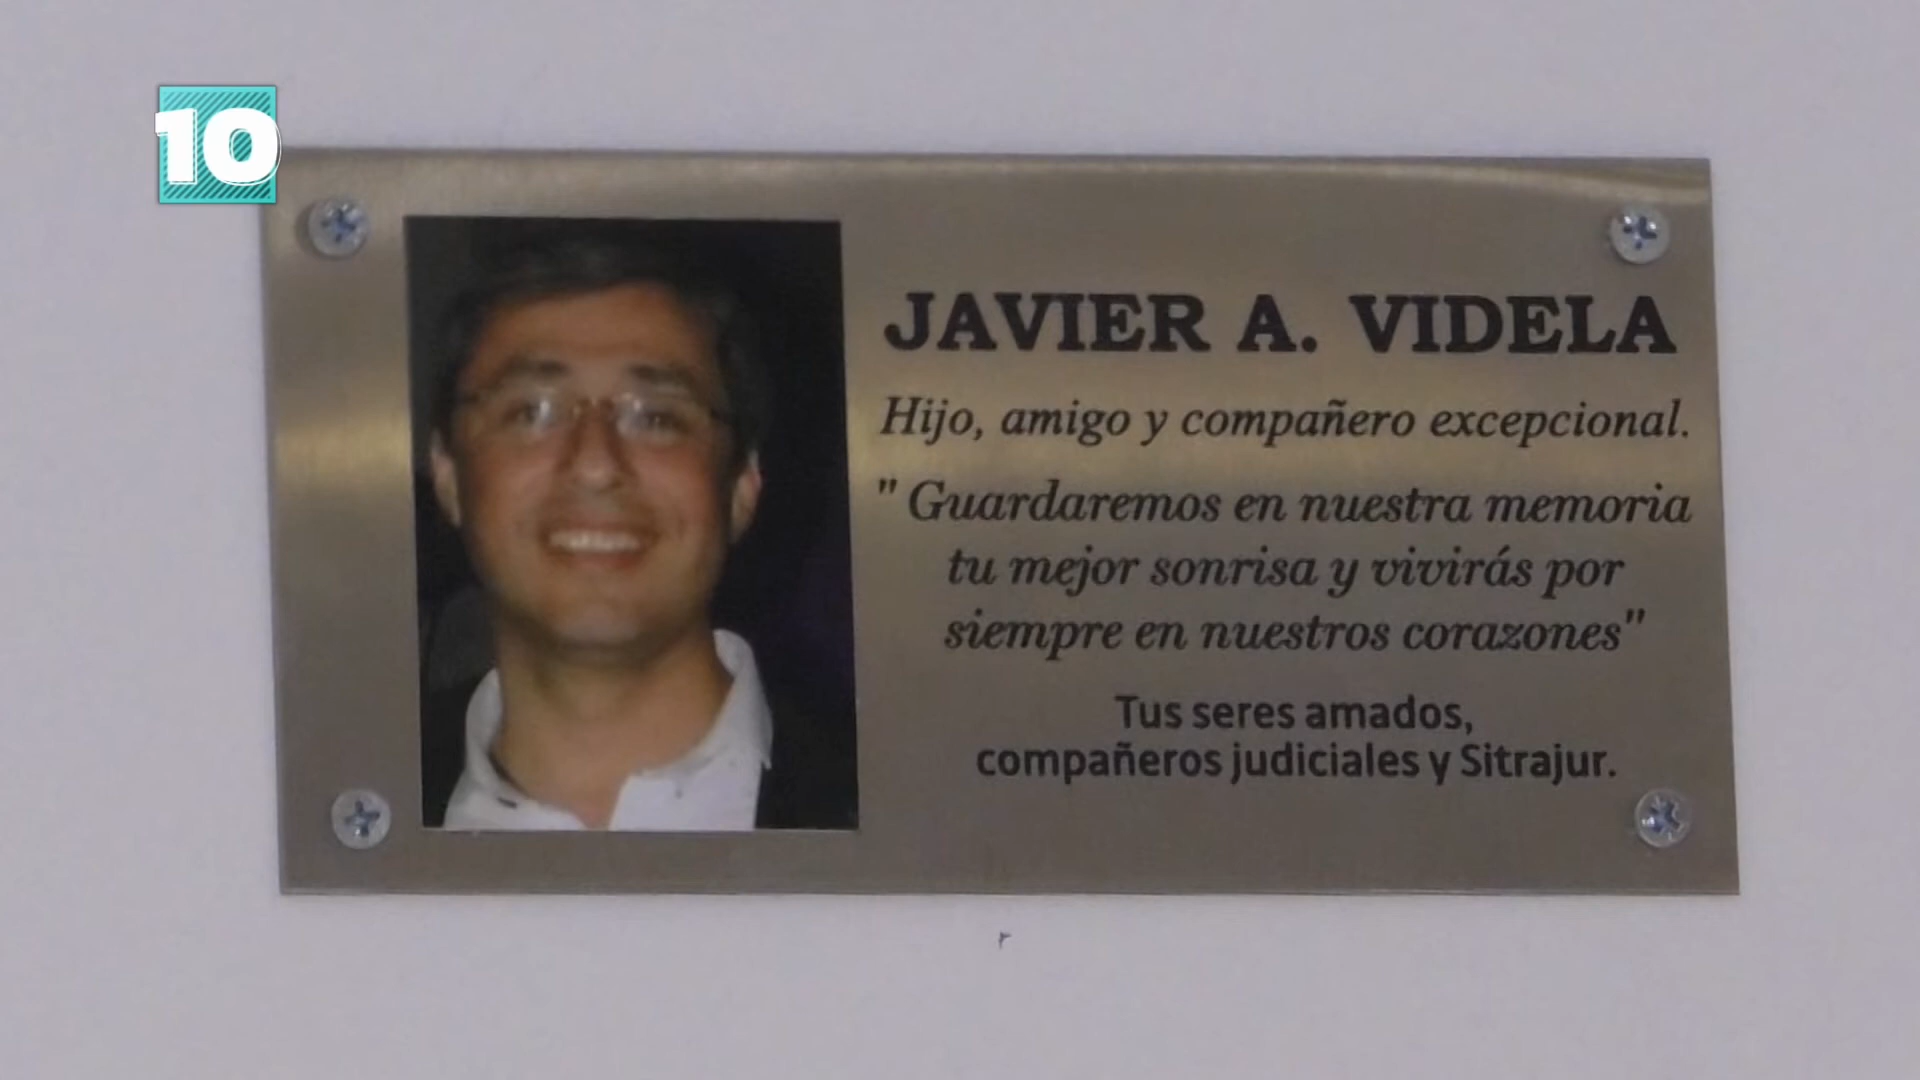 10
JAVIER A. VIDELA
Hijo, amigo y compañero excepcional.
" Guardaremos en nuestra memoria
tu mejor sonrisa y vivirás por
siempre en nuestros corazones"
Tus seres amados,
compañeros judiciales y Sitrajur.